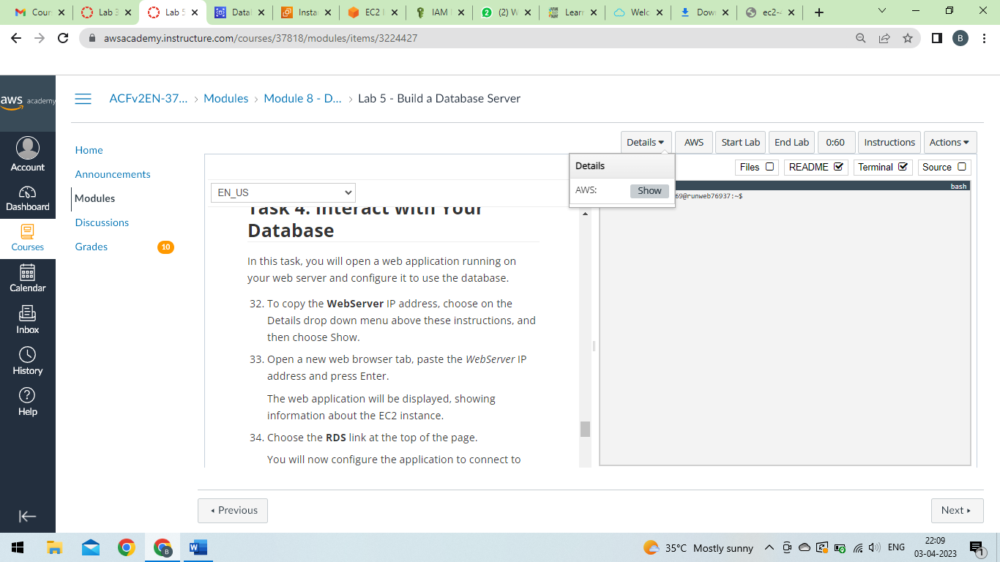 Cour
Lab 3
Lab 5
Data
Insta
EC2
IAM
(2) W
Lear
Welc
Dow
ec2-
awsacademy.instructure.com/courses/37818/modules/items/3224427
B
aws academy
ACFv2EN-37... > Modules > Module 8 - D... > Lab 5 - Build a Database Server
Account
Dashboard
Courses
Calendar
Inbox
History
Help
Home
Announcements
Modules
Discussions
Grades 10
Details AWS Start Lab End Lab 0:60 Instructions Actions
Details
AWS: Show
Files README Terminal Source
EN_US
bash
69@runweb76937:~$
Task 4: Interact with Your
Database
In this task, you will open a web application running on
your web server and configure it to use the database.
32. To copy the WebServer IP address, choose on the
Details drop down menu above these instructions, and
then choose Show.
33. Open a new web browser tab, paste the WebServer IP
address and press Enter.
The web application will be displayed, showing
information about the EC2 instance.
34. Choose the RDS link at the top of the page.
You will now configure the application to connect to
Previous
Next
35°C Mostly sunny
ENG
22:09
03-04-2023
1